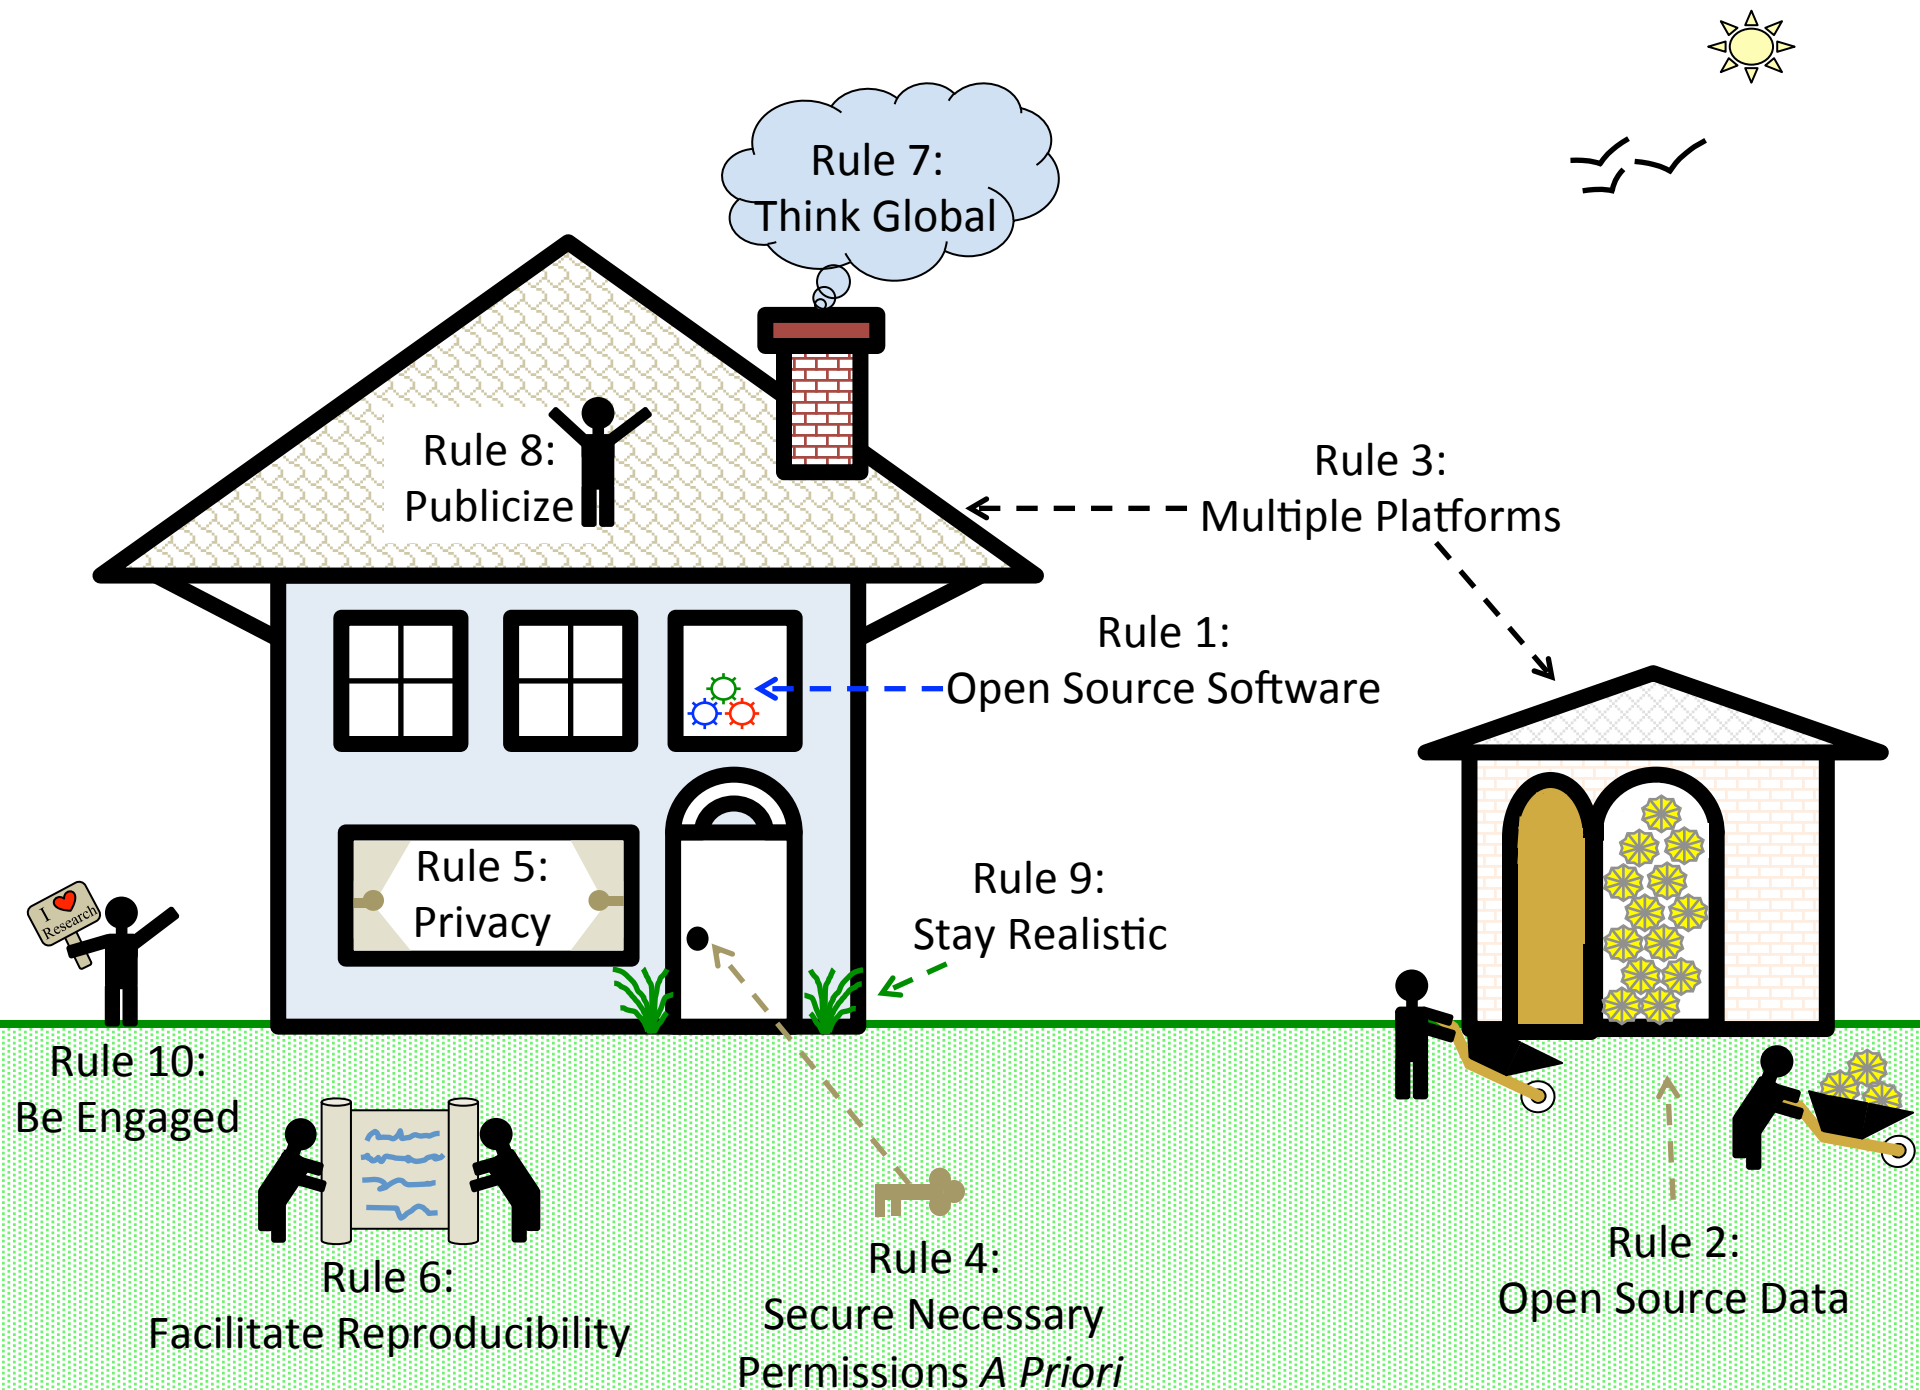 Rule 7:
Think Global
Rule 8:
Publicize
Rule 3:
Multiple Platforms
Rule 1:
Open Source Software
Rule 5:
Privacy
Rule 9:
Stay Realistic
I
Research
Rule 10:
Be Engaged
Rule 6:
Facilitate Reproducibility
Rule 4:
Secure Necessary
Permissions A Priori
Rule 2:
Open Source Data